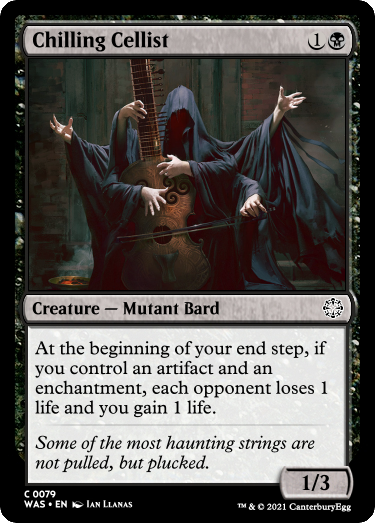 Chilling Cellist 1
Creature — Mutant Bard
At the beginning of your end step, if
you control an artifact and an
enchantment, each opponent loses 1
life and you gain 1 life.
Some of the most haunting strings are
not pulled, but plucked.
1/3
C 0079
WAS • EN Ian Llanas
™ & © 2021 CanterburyEgg